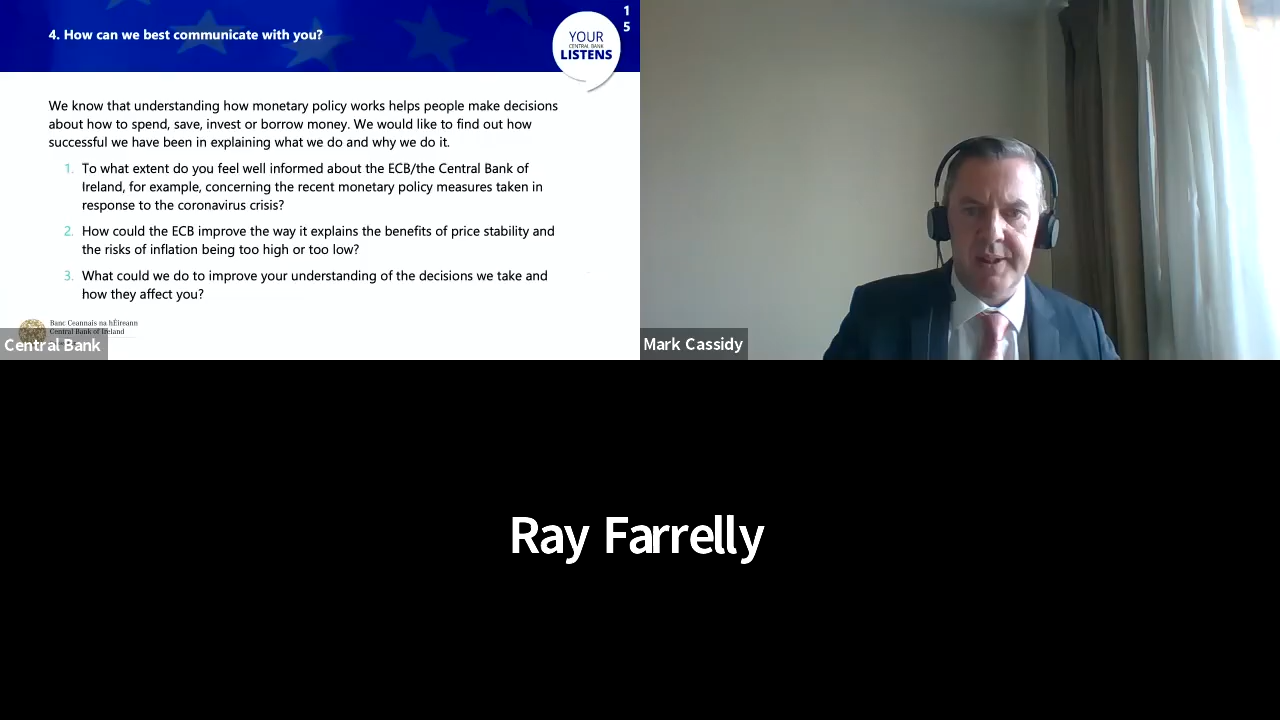 4. How can we best communicate with you?
1
5
YOUR
CENTRAL BANK
LISTENS
We know that understanding how monetary policy works helps people make decisions
about how to spend, save, invest or borrow money. We would like to find out how
successful we have been in explaining what we do and why we do it.
1. To what extent do you feel well informed about the ECB/the Central Bank of
Ireland, for example, concerning the recent monetary policy measures taken in
response to the coronavirus crisis?
2. How could the ECB improve the way it explains the benefits of price stability and
the risks of inflation being too high or too low?
3. What could we do to improve your understanding of the decisions we take and
how they affect you?
Banc Ceannais na hÉireann
Central Bank of Ireland
Central Bank
Mark Cassidy
Ray Farrelly